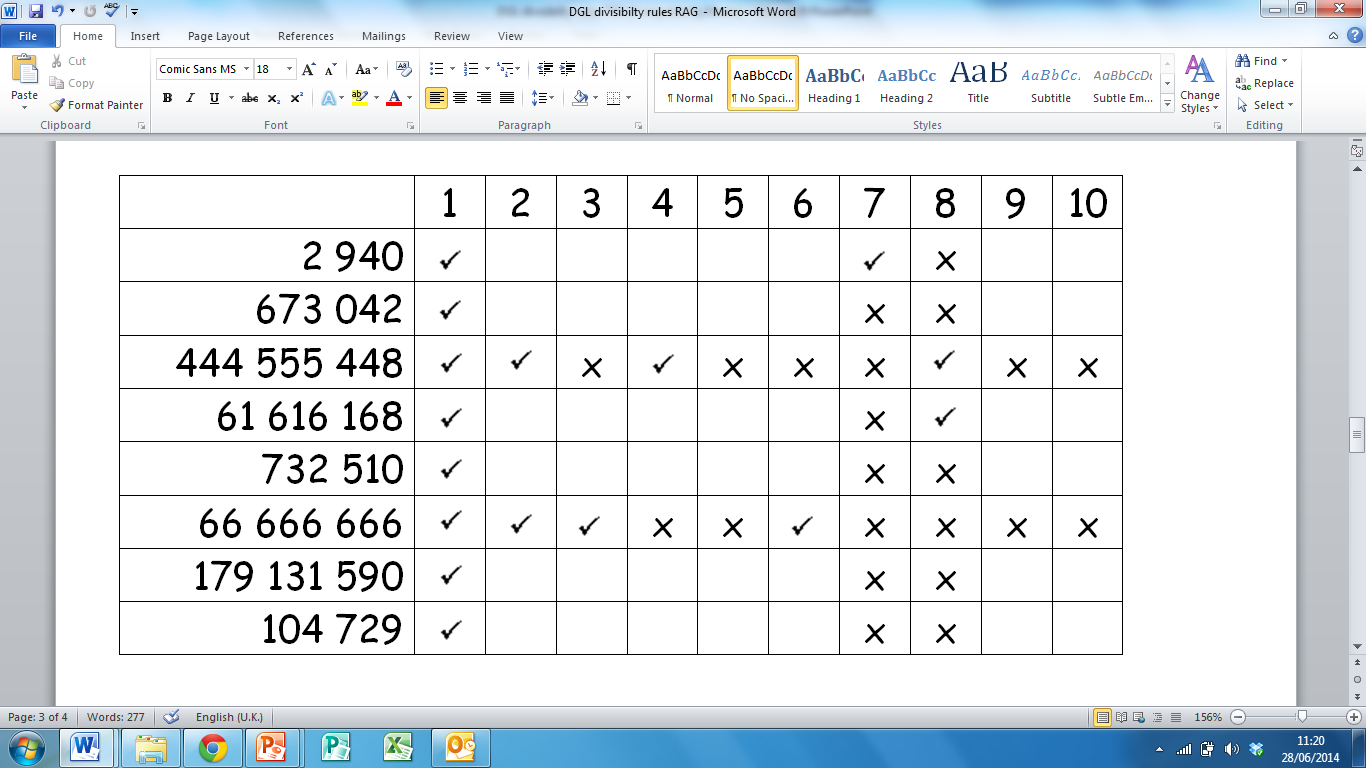 DGL divisibilty rules RAG - Microsoft Word
File Home Insert Page Layout References Mailings Review View
Paste
Cut
Copy
Format Painter
Clipboard
Comic Sans MS 18
Font
Paragraph
AaBbCcDc AaBbCcDc AaBbCc AaBbCc AaB AaBbCc. AaBbCcDc
¶ Normal ¶ No Spaci... Heading 1 Heading 2 Title Subtitle Subtle Em...
Change Styles
Styles
Find
Replace
Select
Editing
1 2 3 4 5 6 7 8 9 10
2 940 ✓ ✓ ×
673 042 ✓ × ×
444 555 448 ✓ ✓ × ✓ × × × ✓ × ×
61 616 168 ✓ × ✓
732 510 ✓ × ×
66 666 666 ✓ ✓ ✓ × × ✓ × × × ×
179 131 590 ✓ × ×
104 729 ✓ × ×
Page: 3 of 4 Words: 277 English (U.K.) 156%
11:20
28/06/2014